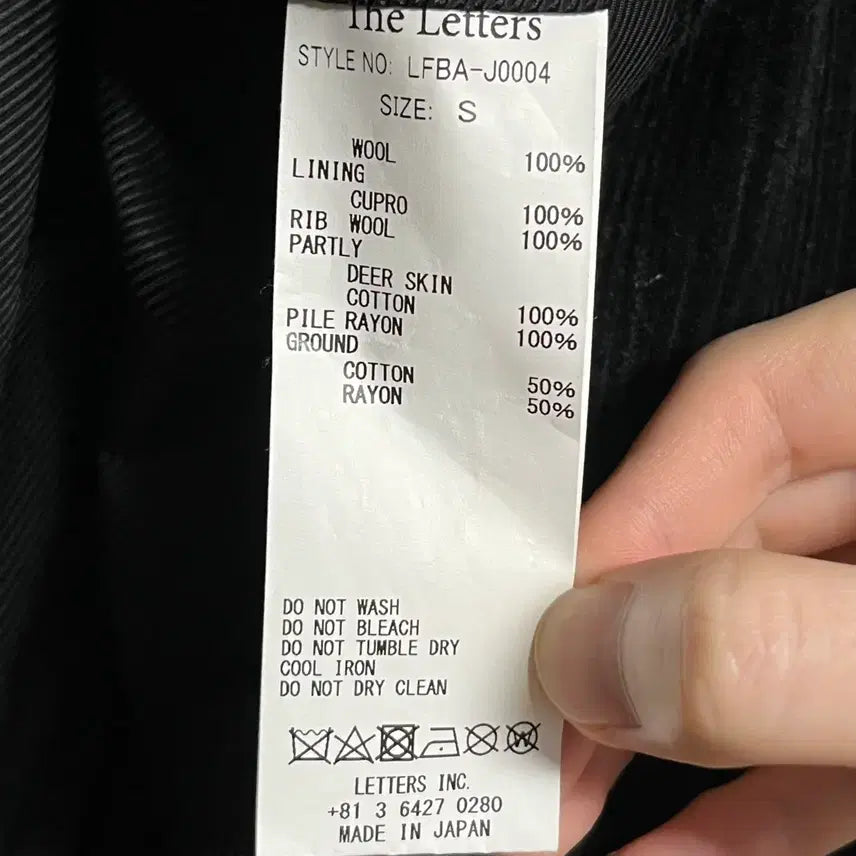 The Letters
STYLE NO: LFBA-J0004
SIZE: S
WOOL 100%
LINING
CUPRO 100%
RIB WOOL 100%
PARTLY
DEER SKIN
COTTON 100%
PILE RAYON 100%
GROUND
COTTON 50%
RAYON 50%
DO NOT WASH
DO NOT BLEACH
DO NOT TUMBLE DRY
COOL IRON
DO NOT DRY CLEAN
W
LETTERS INC.
+81 3 6427 0280
MADE IN JAPAN